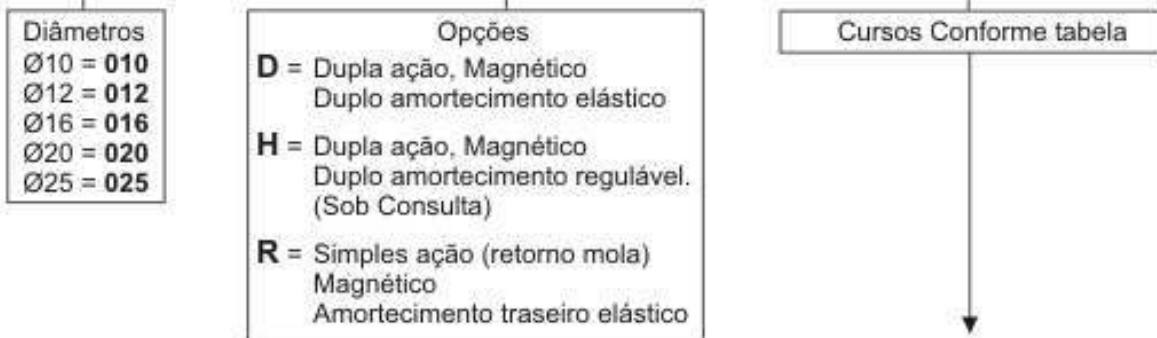 Diâmetros
Ø10 = 010
Ø12 = 012
Ø16 = 016
Ø20 = 020
Ø25 = 025
Opções
D = Dupla ação, Magnético
Duplo amortecimento elástico
H = Dupla ação, Magnético
Duplo amortecimento regulável.
(Sob Consulta)
R = Simples ação (retorno mola)
Magnético
Amortecimento traseiro elástico
Cursos Conforme tabela